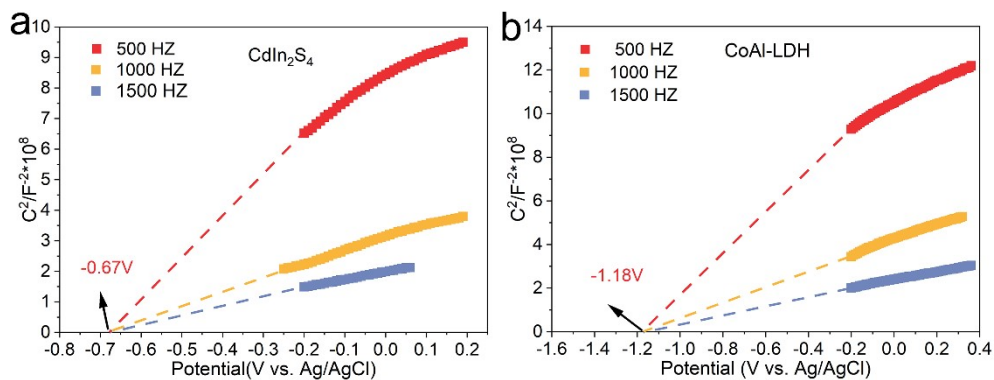 a
CdIn₂S₄
500 HZ
1000 HZ
1500 HZ
C²/F⁻²*10⁸
10
9
8
7
6
5
4
3
2
1
0
-0.67V
-0.8 -0.7 -0.6 -0.5 -0.4 -0.3 -0.2 -0.1 0.0 0.1 0.2
Potential(V vs. Ag/AgCl)
b
CoAl-LDH
500 HZ
1000 HZ
1500 HZ
C²/F⁻²*10⁸
14
12
10
8
6
4
2
0
-1.18V
-1.6 -1.4 -1.2 -1.0 -0.8 -0.6 -0.4 -0.2 0.0 0.2 0.4
Potential (V vs. Ag/AgCl)